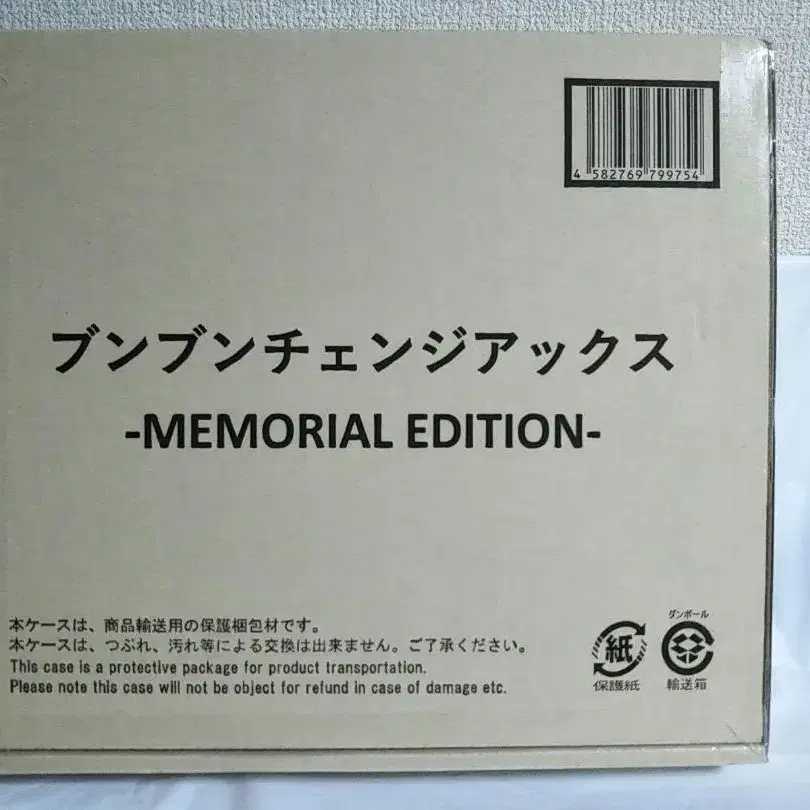 4 582769 799754
ブンブンチェンジアックス
-MEMORIAL EDITION-
本ケースは、商品輸送用の保護梱包材です。
本ケースは、つぶれ、汚れ等による交換は出来ません。ご了承ください。
This case is a protective package for product transportation.
Please note this case will not be object for refund in case of damage etc.
紙
保護紙
ダンボール
輸送箱